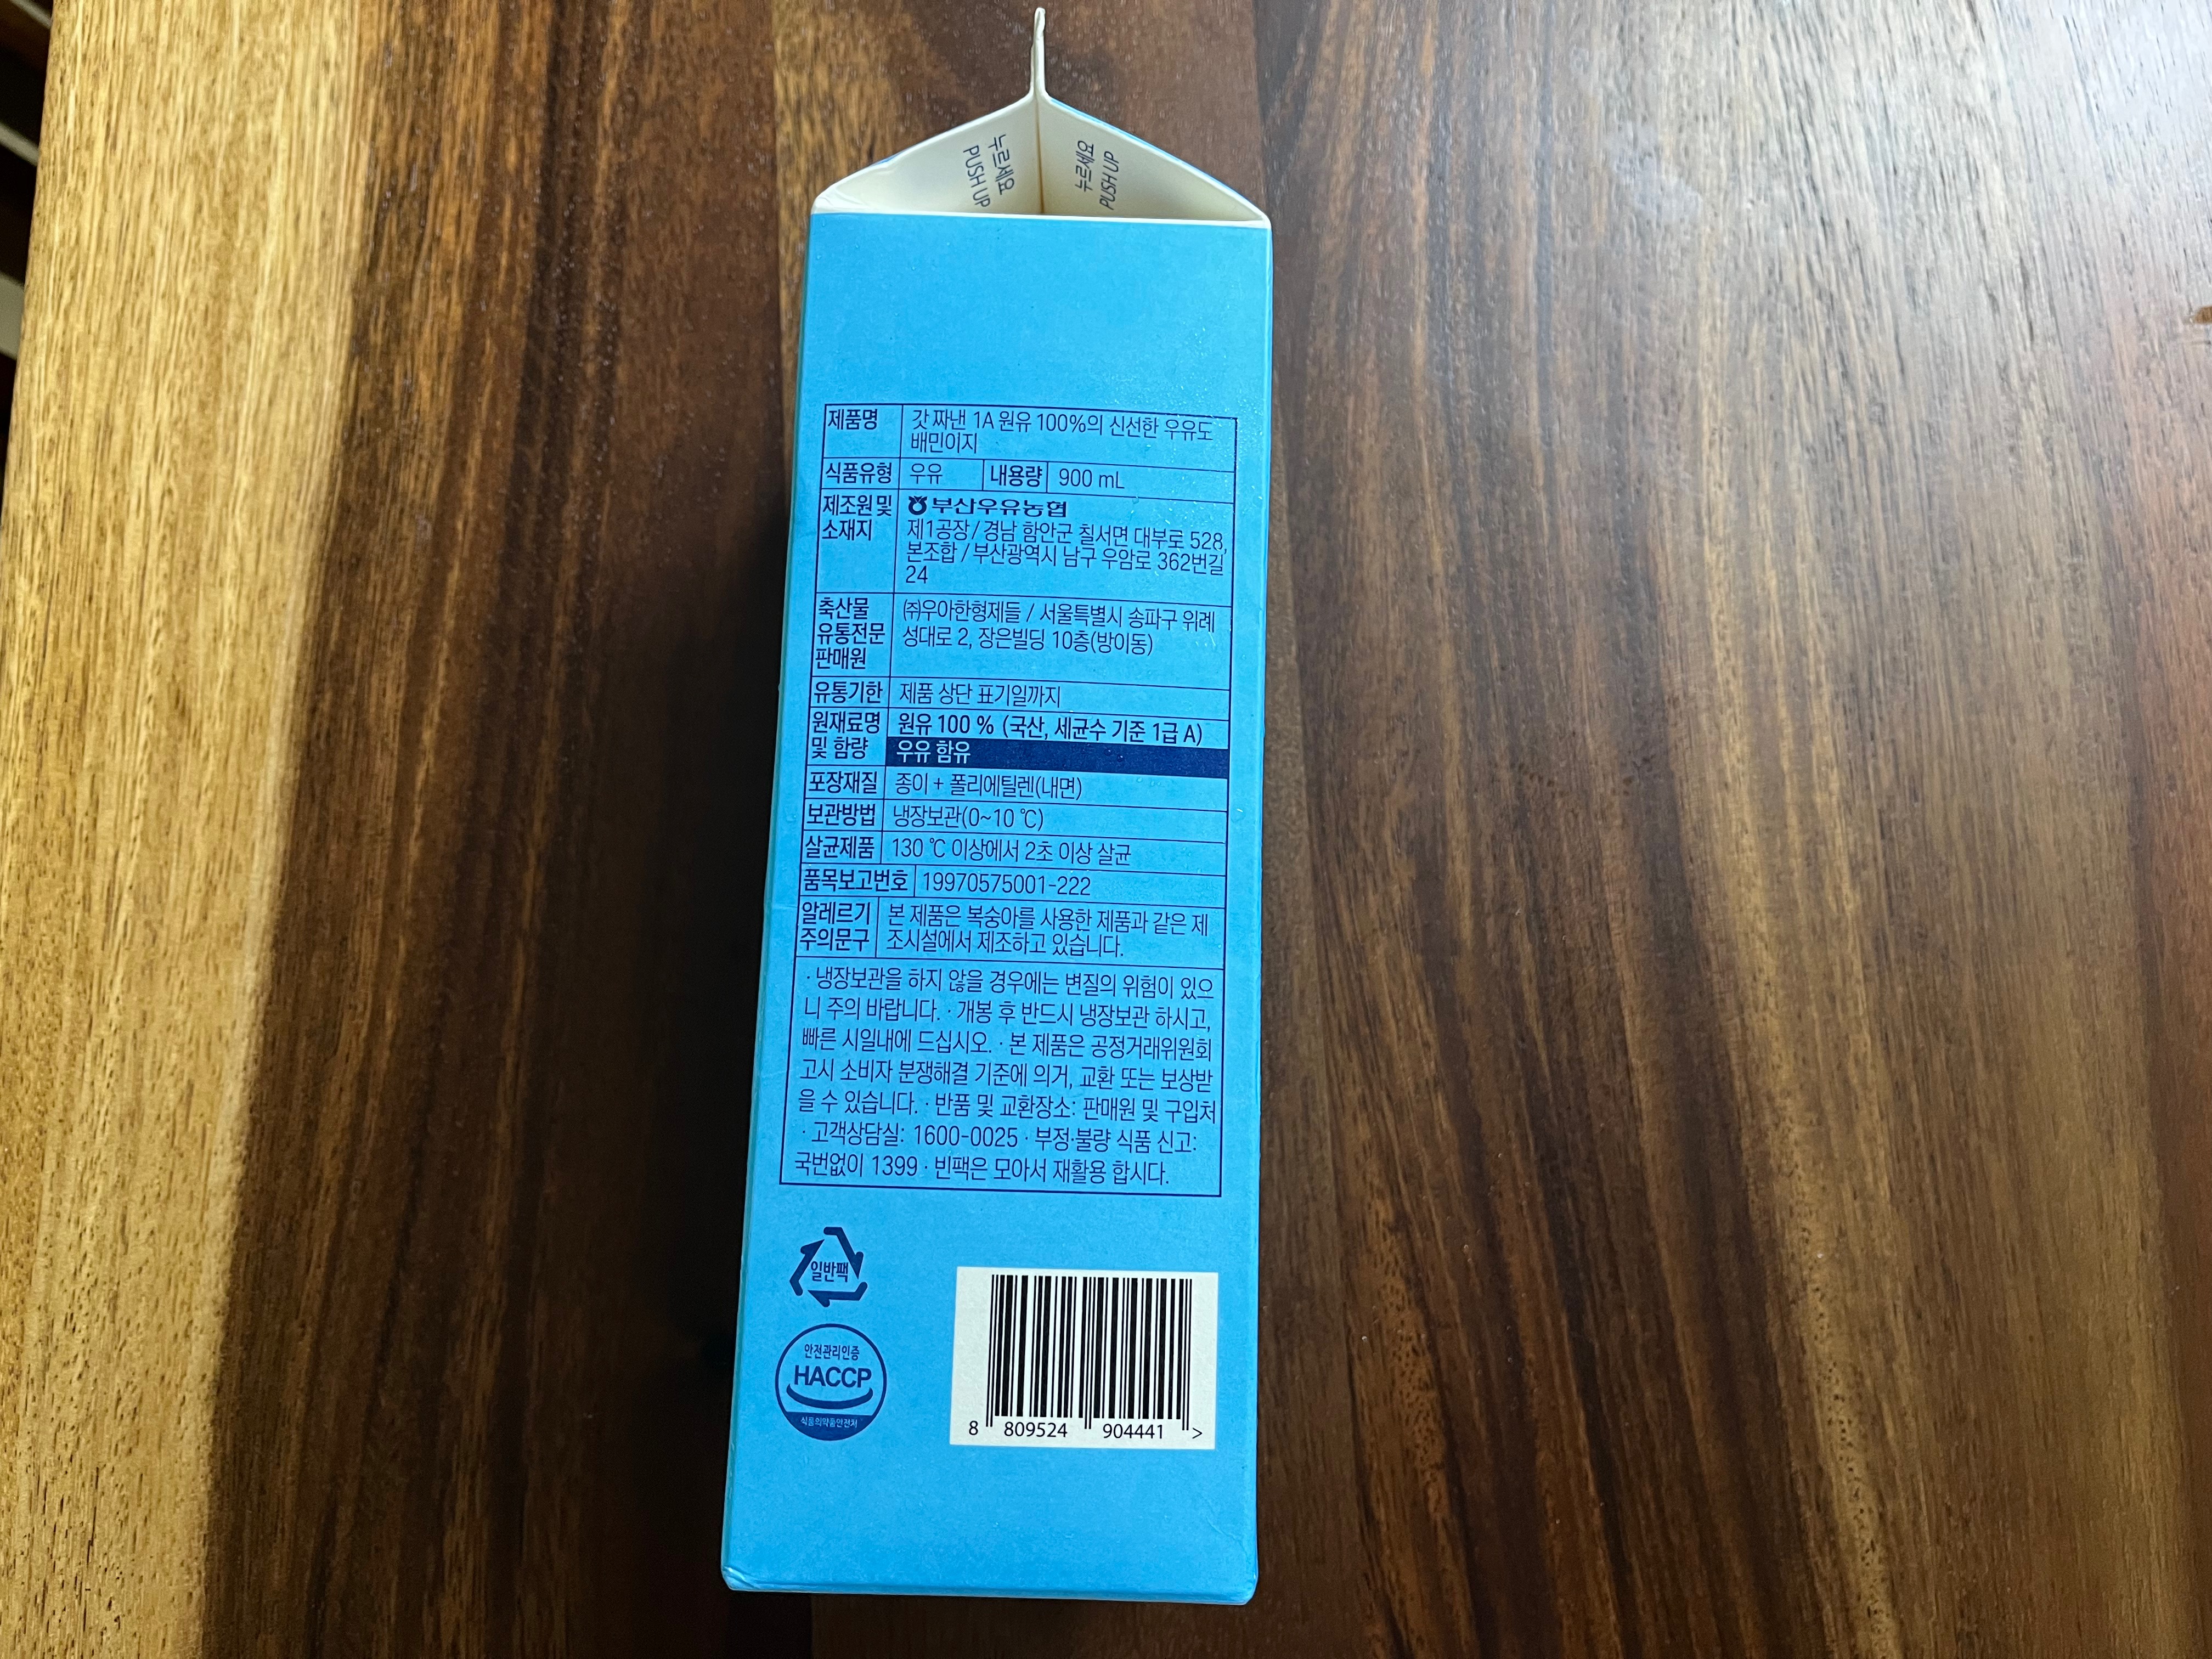 누르세요
PUSH UP
누르세요
PUSH UP
제품명 갓 짜낸 1A 원유 100%의 신선한 우유도
배민이지
식품유형 우유 내용량 900 mL
제조원 및 부산우유농협
소재지 제1공장 / 경남 함안군 칠서면 대부로 528,
본조합 / 부산광역시 남구 우암로 362번길
24
축산물 ㈜우아한형제들 / 서울특별시 송파구 위례
유통전문 성대로 2, 장은빌딩 10층(방이동)
판매원
유통기한 제품 상단 표기일까지
원재료명 원유 100 % (국산, 세균수 기준 1급 A)
및 함량 우유 함유
포장재질 종이 + 폴리에틸렌(내면)
보관방법 냉장보관(0~10 ℃)
살균제품 130 ℃ 이상에서 2초 이상 살균
품목보고번호 19970575001-222
알레르기 본 제품은 복숭아를 사용한 제품과 같은 제
주의문구 조시설에서 제조하고 있습니다.
· 냉장보관을 하지 않을 경우에는 변질의 위험이 있으
니 주의 바랍니다. · 개봉 후 반드시 냉장보관 하시고,
빠른 시일내에 드십시오. · 본 제품은 공정거래위원회
고시 소비자 분쟁해결 기준에 의거, 교환 또는 보상받
을 수 있습니다. · 반품 및 교환장소: 판매원 및 구입처
· 고객상담실: 1600-0025 · 부정·불량 식품 신고:
국번없이 1399 · 빈팩은 모아서 재활용 합시다.
일반팩
안전관리인증
HACCP
식품의약품안전처
8 809524 904441 >